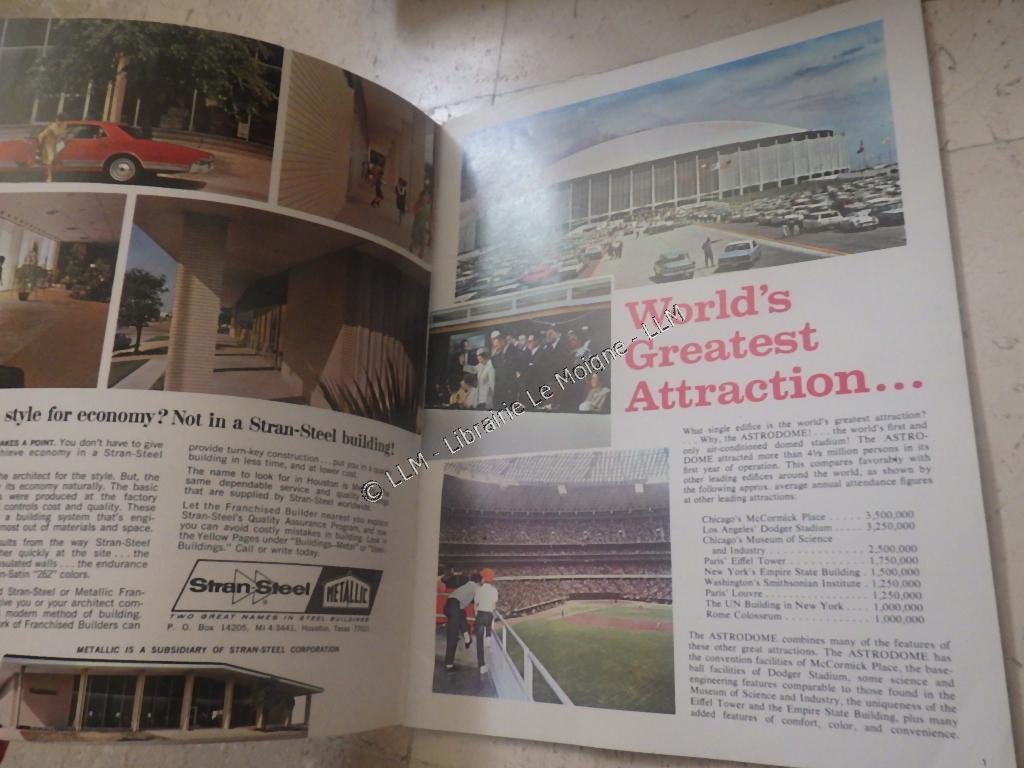 style for economy? Not in a Stran-Steel building!
AKES A POINT. You don't have to give
hieve economy in a Stran-Steel
e architect for the style. But, the
its economy naturally. The basic
were produced at the factory
controls cost and quality. These
a building system that's engi-
most out of materials and space.
ults from the way Stran-Steel
her quickly at the site . . . the
sulated walls . . . the endurance
n-Satin "262" colors.
d Stran-Steel or Metallic Fran-
give you or your architect com-
modern method of building.
rk of Franchised Builders can
provide turn-key construction . . . put you in a
building in less time, and at lower cost.
The name to look for in Houston is
same dependable service and quality
that are supplied by Stran-Steel worldwide.
Let the Franchised Builder nearest you explain
Stran-Steel's Quality Assurance Program, and how
you can avoid costly mistakes in building. Look in
the Yellow Pages under "Buildings-Metal" or "Steel-
Buildings." Call or write today.
Stran-Steel METALLIC
TWO GREAT NAMES IN STEEL BUILDINGS
P. O. Box 14205, MI 4-3441, Houston, Texas
METALLIC IS A SUBSIDIARY OF STRAN-STEEL CORPORATION
World's
Greatest
Attraction...
What single edifice is the world's greatest attraction?
. . . Why, the ASTRODOME! . . . the world's first and
only air-conditioned domed stadium! The ASTRO-
DOME attracted more than 4½ million persons in its
first year of operation. This compares favorably with
other leading edifices around the world, as shown by
the following approx. average annual attendance figures
at other leading attractions:
Chicago's McCormick Place . . . . . 3,500,000
Los Angeles' Dodger Stadium . . . . 3,250,000
Chicago's Museum of Science
and Industry . . . . . . . . . . . . . 2,500,000
Paris' Eiffel Tower . . . . . . . . . . 1,750,000
New York's Empire State Building . 1,500,000
Washington's Smithsonian Institute . 1,250,000
Paris' Louvre . . . . . . . . . . . . . . 1,250,000
The UN Building in New York . . . . 1,000,000
Rome Colosseum . . . . . . . . . . . . 1,000,000
The ASTRODOME combines many of the features of
these other great attractions. The ASTRODOME has
the convention facilities of McCormick Place, the base-
ball facilities of Dodger Stadium, some science and
engineering features comparable to those found in the
Museum of Science and Industry, the uniqueness of the
Eiffel Tower and the Empire State Building, plus many
added features of comfort, color, and convenience.
1
© LLM - Librairie Le Moigne - LLM